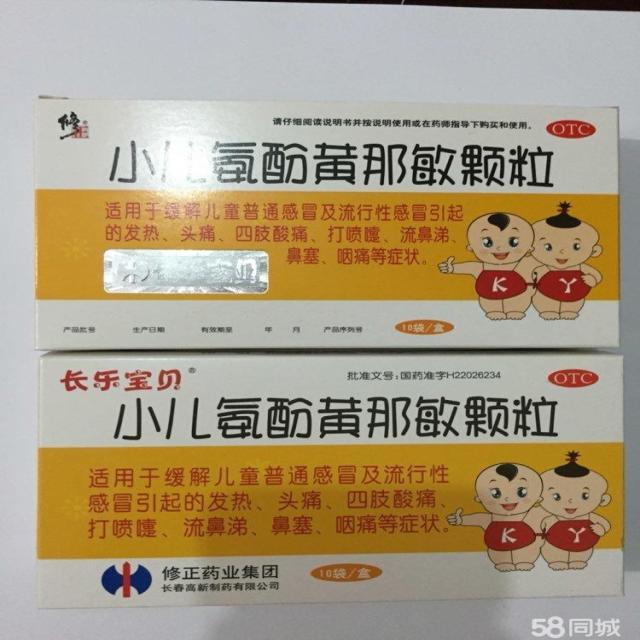 修正
请仔细阅读说明书并按说明使用或在药师指导下购买和使用。
OTC
小儿氨酚黄那敏颗粒
适用于缓解儿童普通感冒及流行性感冒引起
的发热、头痛、四肢酸痛、打喷嚏、流鼻涕、
鼻塞、咽痛等症状。
K Y
产品批号 生产日期 有效期至 年 月 产品序列号
10袋/盒
长乐宝贝®
批准文号:国药准字H22026234
OTC
小儿氨酚黄那敏颗粒
适用于缓解儿童普通感冒及流行性
感冒引起的发热、头痛、四肢酸痛、
打喷嚏、流鼻涕、鼻塞、咽痛等症状。
K Y
修正药业集团
长春高新制药有限公司
10袋/盒
58同城